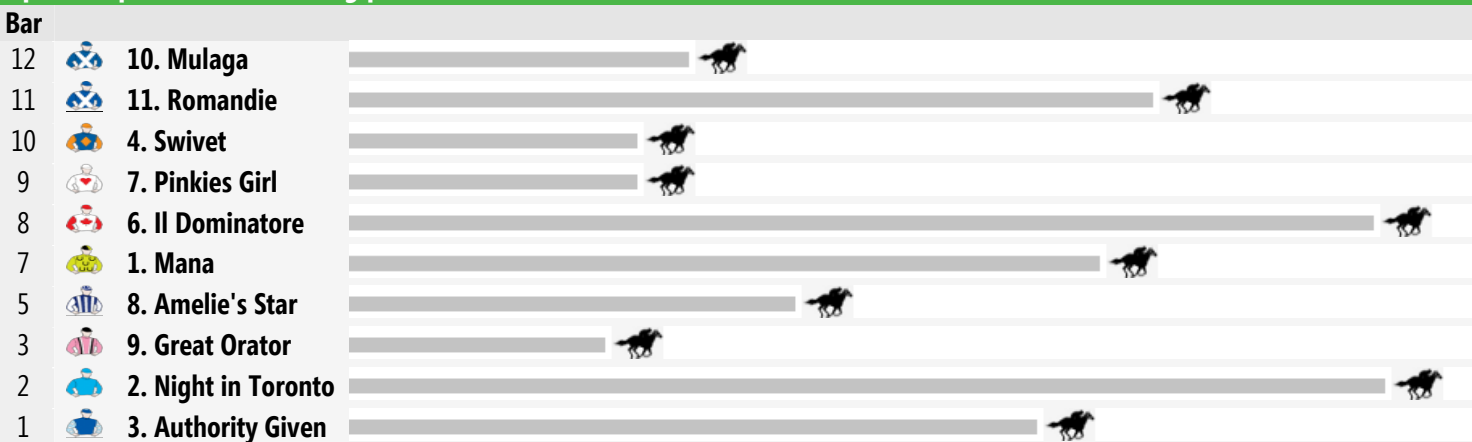 Bar
12 10. Mulaga
11 11. Romandie
10 4. Swivet
9 7. Pinkies Girl
8 6. Il Dominatore
7 1. Mana
5 8. Amelie's Star
3 9. Great Orator
2 2. Night in Toronto
1 3. Authority Given